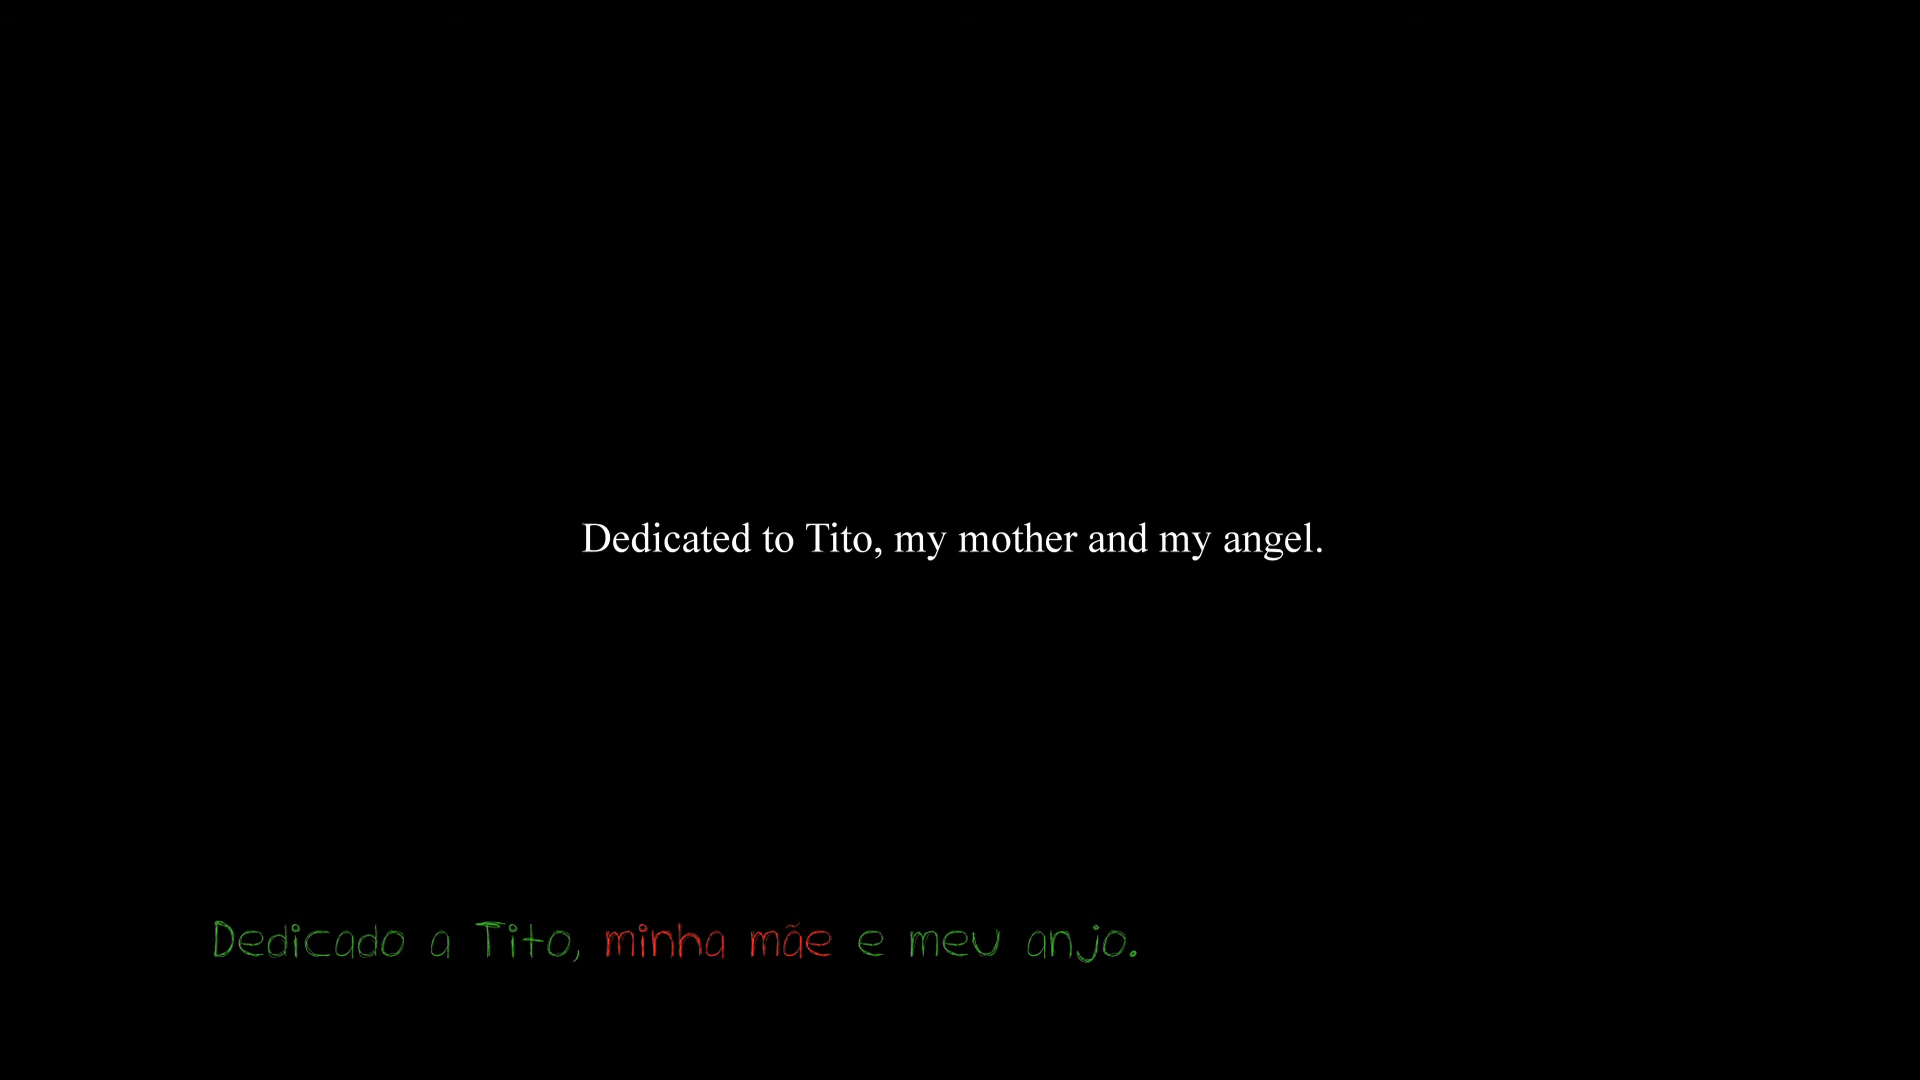 Dedicated to Tito, my mother and my angel.
Dedicado a Tito, minha mãe e meu anjo.